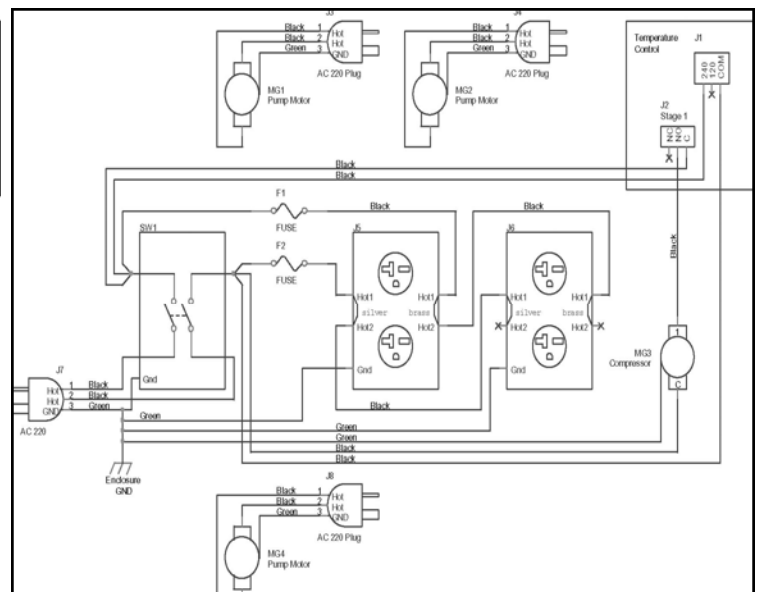 J3
Black 1 Hot
Black 2 Hot
Green 3 GND
AC 220 Plug
MG1
Pump Motor
J4
Black 1 Hot
Black 2 Hot
Green 3 GND
AC 220 Plug
MG2
Pump Motor
Temperature
Control
J1
240
120
COM
X
J2
Stage 1
NC
NO
C
X
Black
Black
F1
FUSE
Black
Black
F2
FUSE
SW1
Gnd
J5
Hot1 Hot1
silver brass
Hot2 Hot2
Gnd
J6
Hot1 Hot1
silver brass
X Hot2 Hot2 X
Gnd
Black
1
MG3
Compressor
C
J7
Hot 1 Black
Hot 2 Black
GND 3 Green
AC 220
Enclosure
GND
Green
Black
Green
Green
Black
Black
J8
Black 1 Hot
Black 2 Hot
Green 3 GND
AC 220 Plug
MG4
Pump Motor